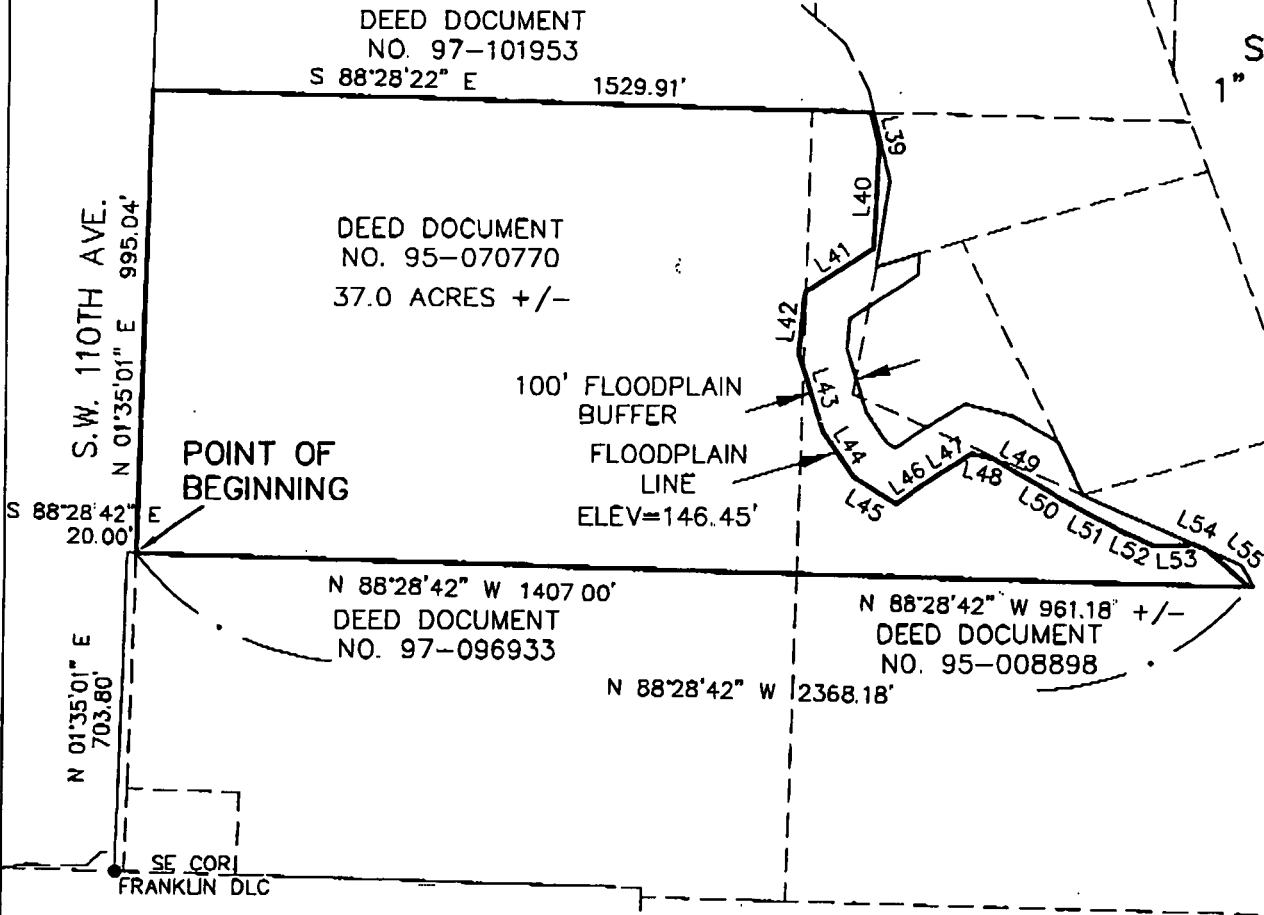 DEED DOCUMENT
NO. 97-101953
S 88°28'22" E 1529.91'
S
1"
L39
L40
L41
L42
S.W. 110TH AVE.
N 01°35'01" E 995.04'
DEED DOCUMENT
NO. 95-070770
37.0 ACRES +/-
100' FLOODPLAIN
BUFFER
L43
L44
FLOODPLAIN
LINE
ELEV=146.45'
L45
L46
L47
L48
L49
L50
L51
L52
L53
L54
L55
POINT OF
BEGINNING
S 88°28'42" E
20.00'
N 88°28'42" W 1407.00'
DEED DOCUMENT
NO. 97-096933
N 88°28'42" W 961.18' +/-
DEED DOCUMENT
NO. 95-008898
N 88°28'42" W 2368.18'
N 01°35'01" E
703.80'
SE COR
FRANKLIN DLC